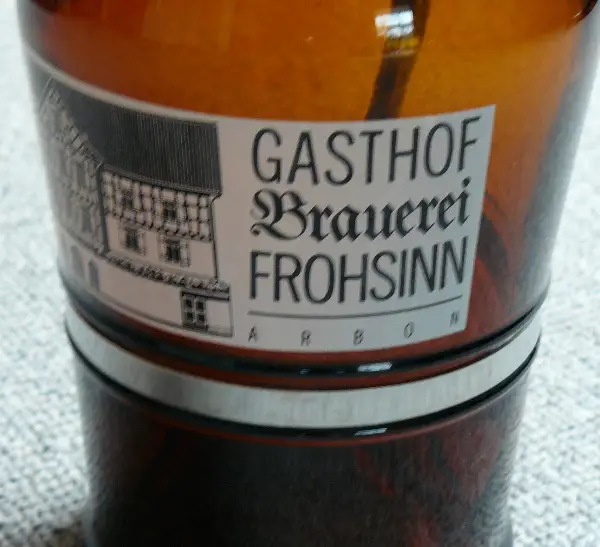 GASTHOF
Brauerei
FROHSINN
ARBON